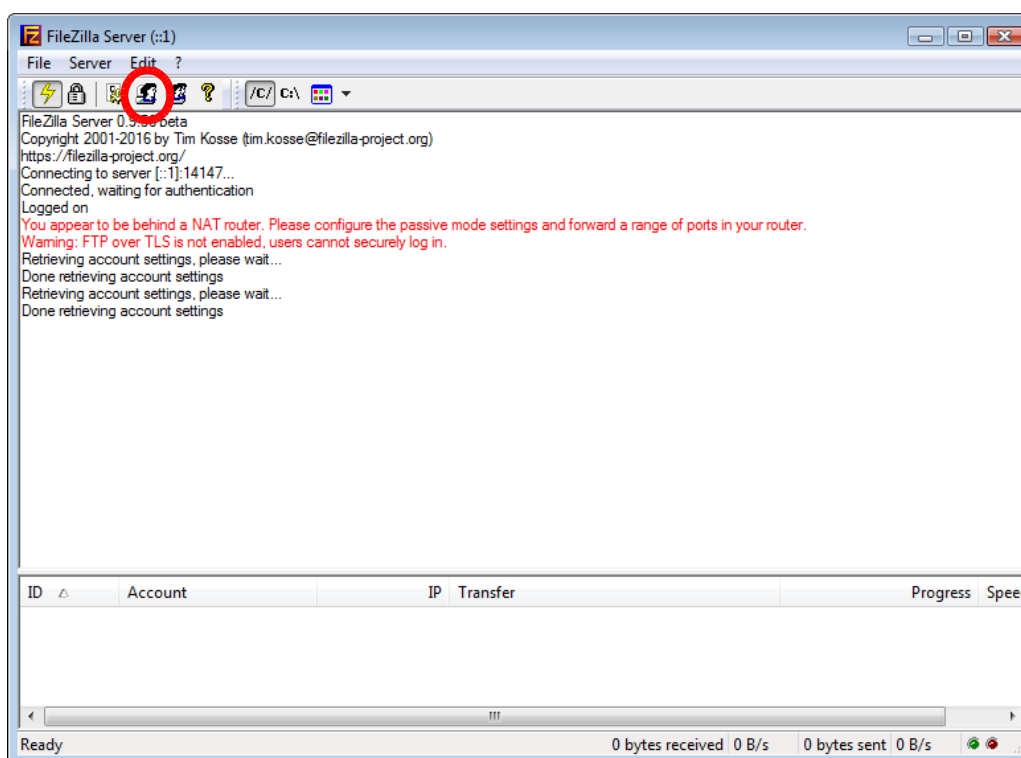 FileZilla Server (::1)
File Server Edit ?
/C/ C:\
FileZilla Server beta
Copyright 2001-2016 by Tim Kosse (tim.kosse@filezilla-project.org)
https://filezilla-project.org/
Connecting to server [::1]:14147...
Connected, waiting for authentication
Logged on
You appear to be behind a NAT router. Please configure the passive mode settings and forward a range of ports in your router.
Warning: FTP over TLS is not enabled, users cannot securely log in.
Retrieving account settings, please wait...
Done retrieving account settings
Retrieving account settings, please wait...
Done retrieving account settings
ID Account IP Transfer Progress Spee
Ready 0 bytes received 0 B/s 0 bytes sent 0 B/s